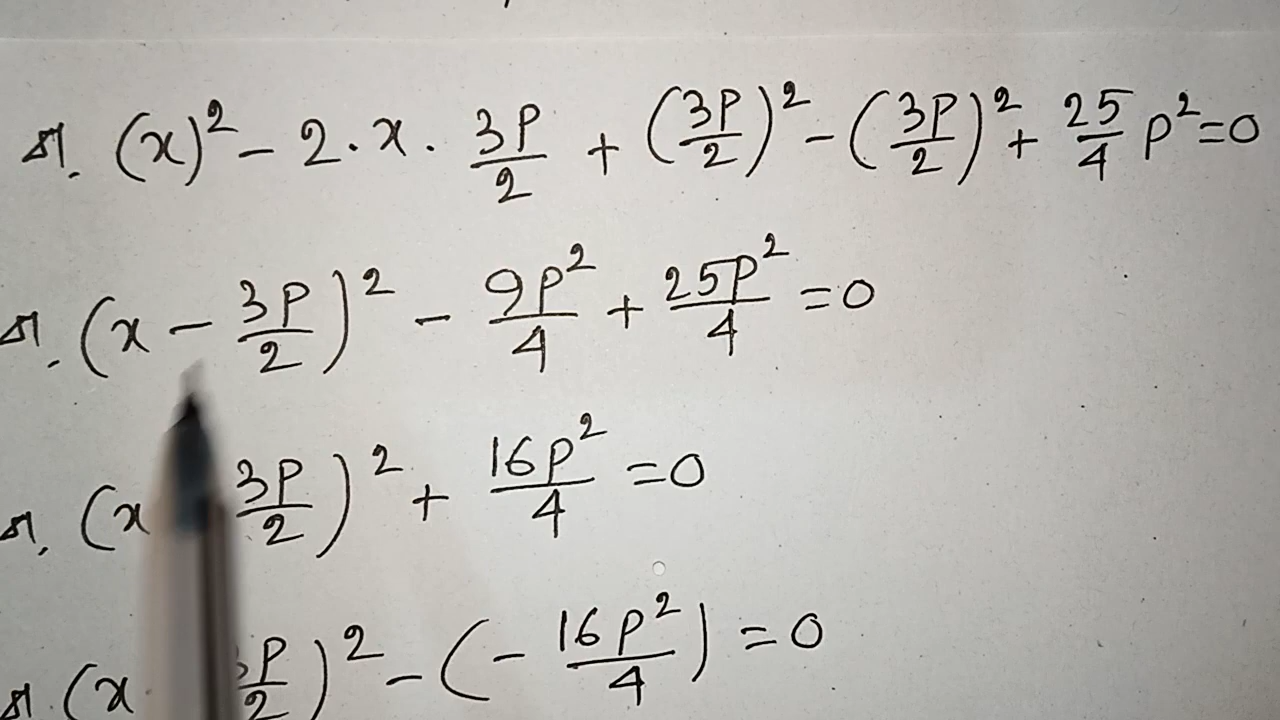 বা, (x)² - 2·x·3P/2 + (3P/2)² - (3P/2)² + 25/4 P² = 0
বা, (x - 3P/2)² - 9P²/4 + 25P²/4 = 0
বা, (x 3P/2)² + 16P²/4 = 0
বা, (x 3P/2)² - (- 16P²/4) = 0